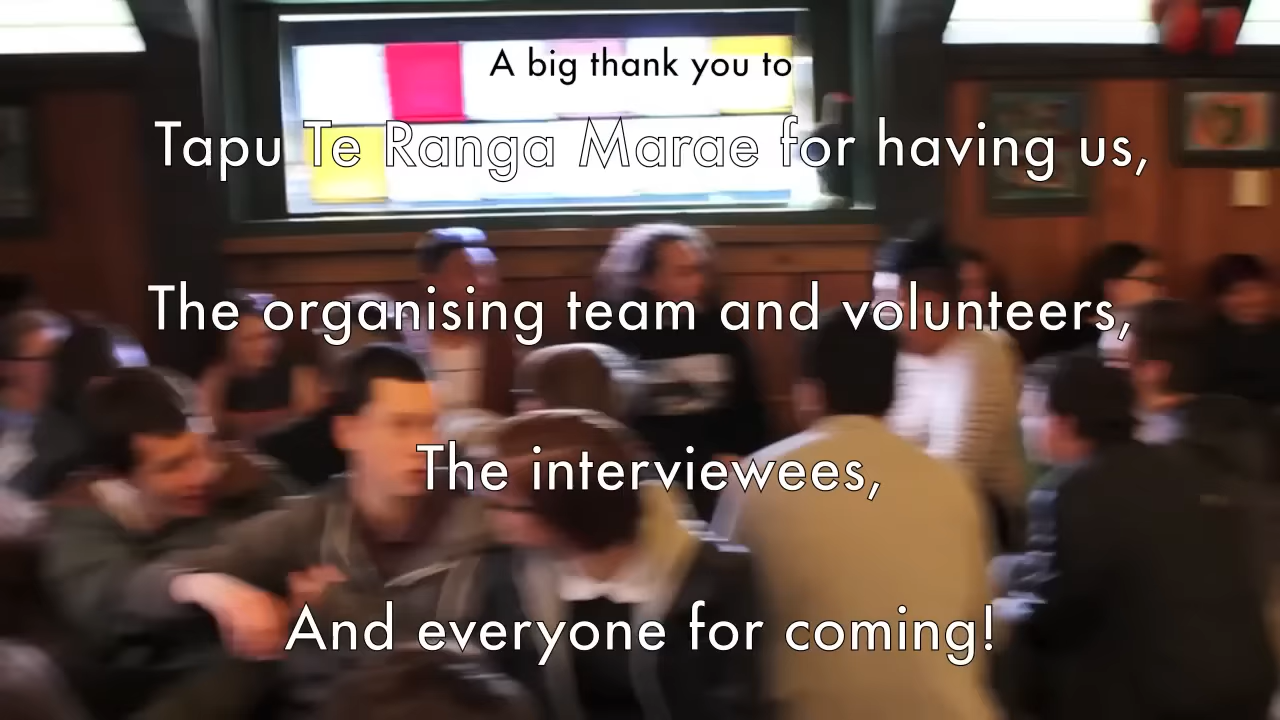 A big thank you to
Tapu Te Ranga Marae for having us,
The organising team and volunteers,
The interviewees,
And everyone for coming!